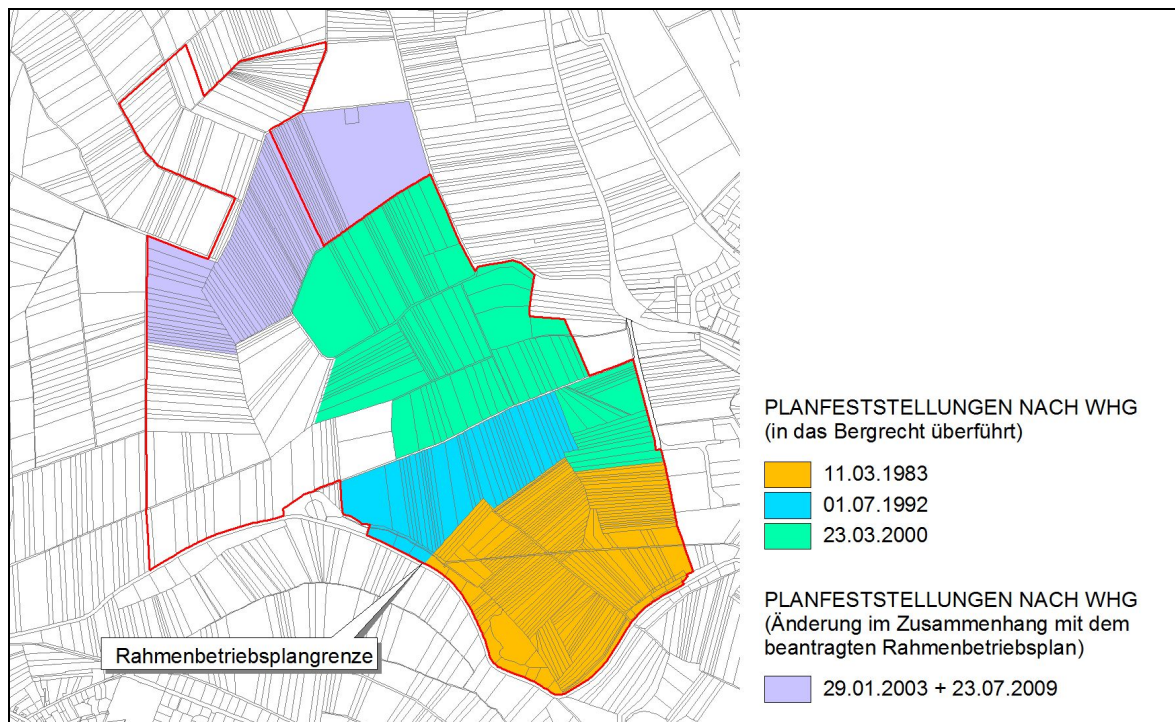 PLANFESTSTELLUNGEN NACH WHG
(in das Bergrecht überführt)
11.03.1983
01.07.1992
23.03.2000
PLANFESTSTELLUNGEN NACH WHG
(Änderung im Zusammenhang mit dem
beantragten Rahmenbetriebsplan)
29.01.2003 + 23.07.2009
Rahmenbetriebsplangrenze